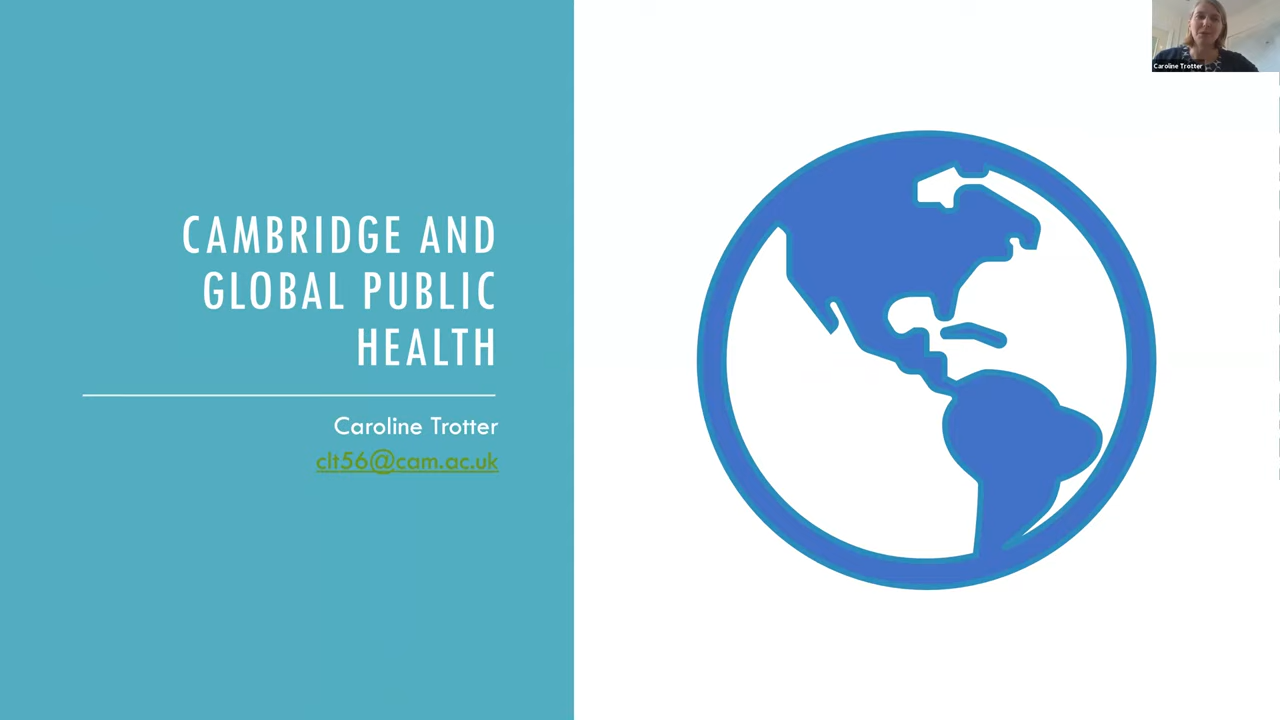 CAMBRIDGE AND
GLOBAL PUBLIC
HEALTH
Caroline Trotter
clt56@cam.ac.uk
Caroline Trotter